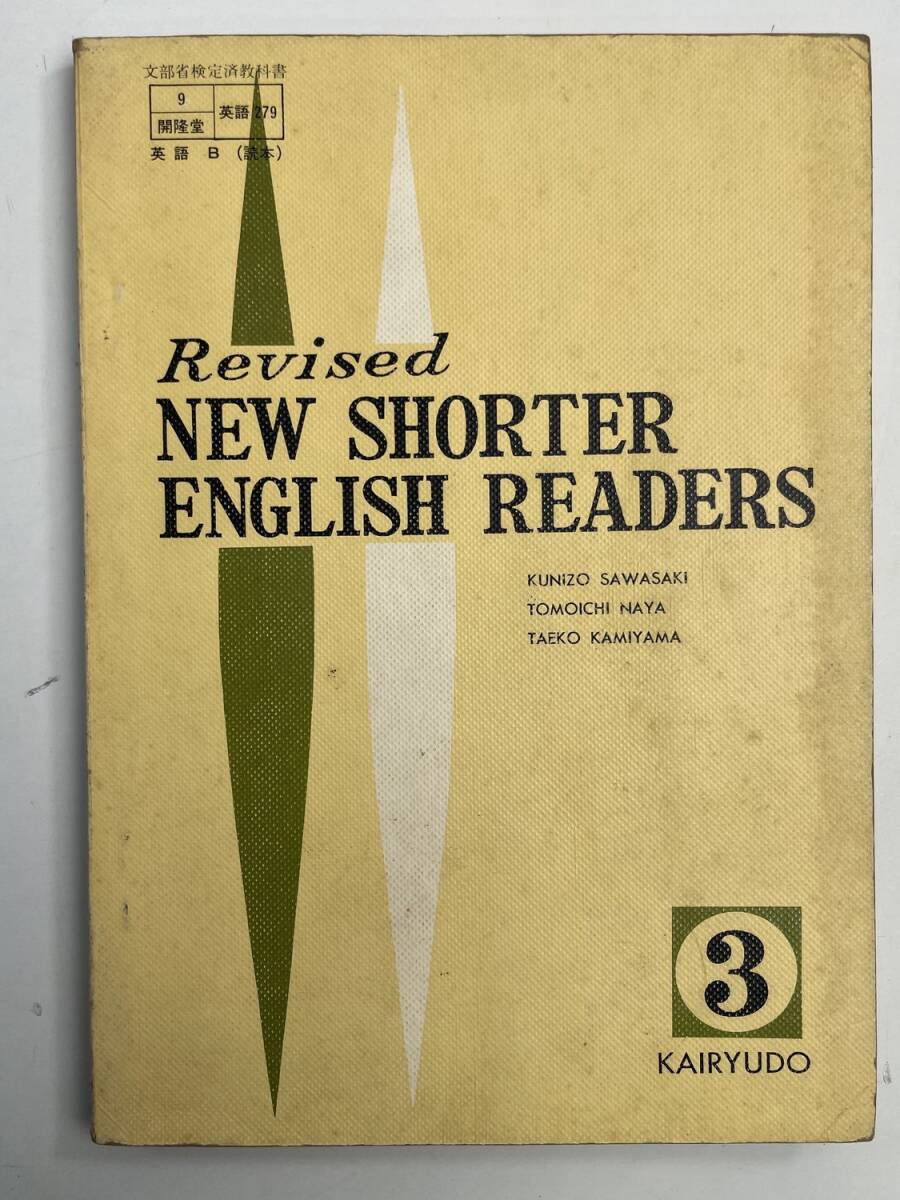 文部省検定済教科書
9
開隆堂
英語 279
英語 B (読本)
Revised
NEW SHORTER
ENGLISH READERS
KUNIZO SAWASAKI
TOMOICHI NAYA
TAEKO KAMIYAMA
3
KAIRYUDO